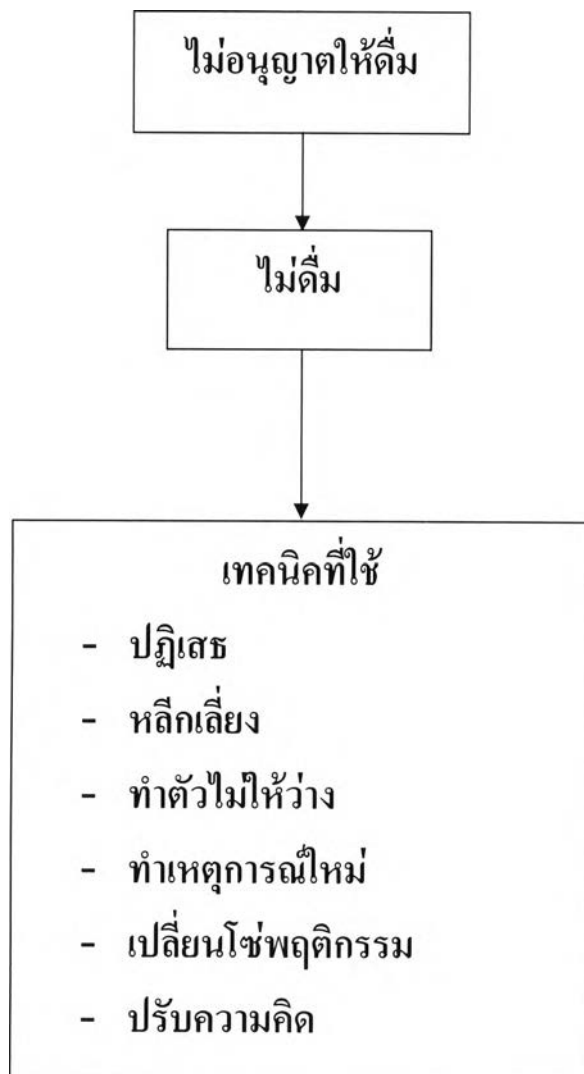 ไม่อนุญาตให้ดื่ม
ไม่ดื่ม
เทคนิคที่ใช้
- ปฏิเสธ
- หลีกเลี่ยง
- ทำตัวไม่ให้ว่าง
- ทำเหตุการณ์ใหม่
- เปลี่ยนโซ่พฤติกรรม
- ปรับความคิด